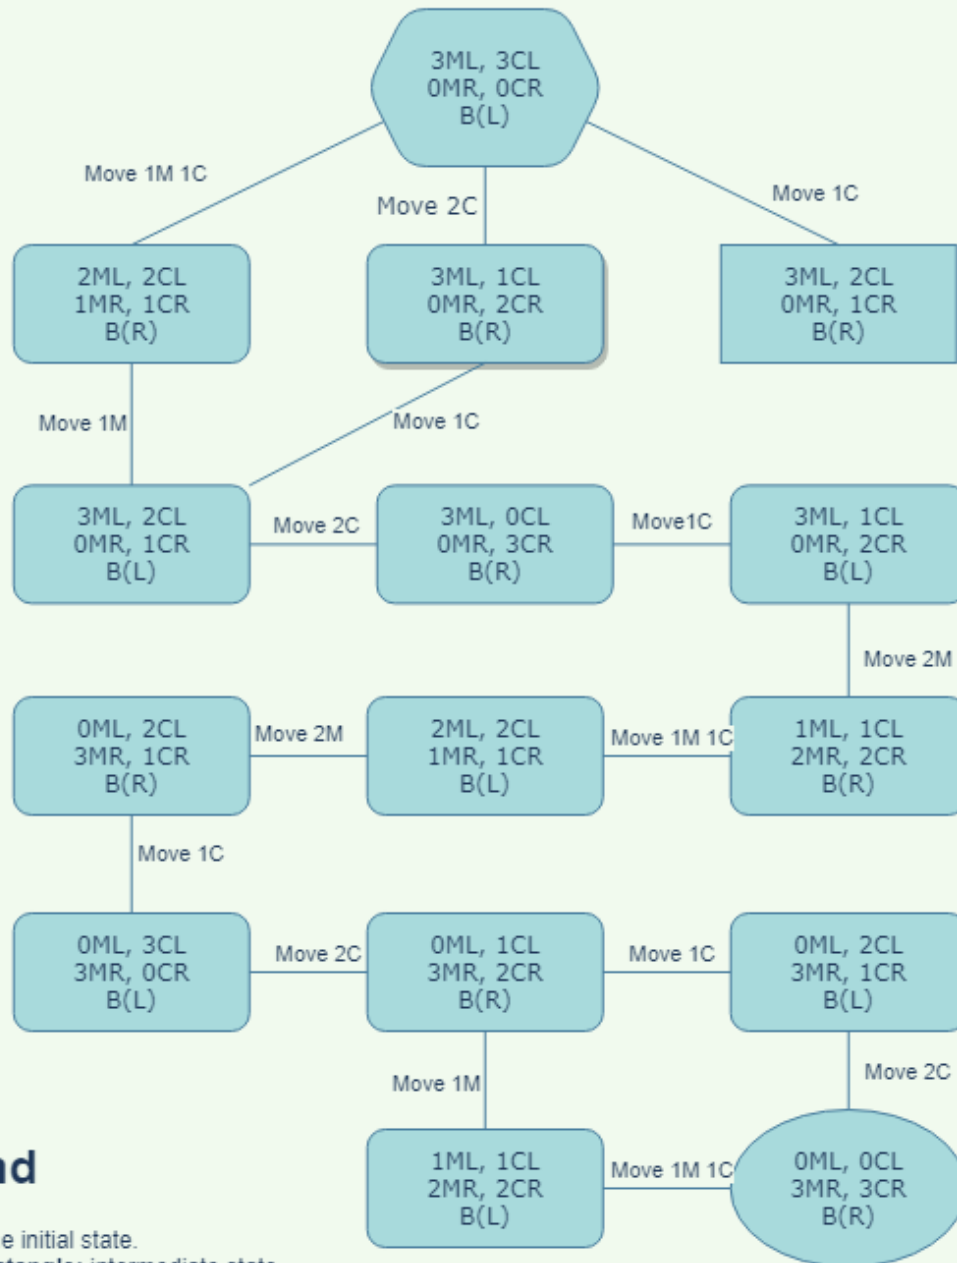 3ML, 3CL
0MR, 0CR
B(L)
Move 1M 1C
Move 2C
Move 1C
2ML, 2CL
1MR, 1CR
B(R)
3ML, 1CL
0MR, 2CR
B(R)
3ML, 2CL
0MR, 1CR
B(R)
Move 1M
Move 1C
3ML, 2CL
0MR, 1CR
B(L)
Move 2C
3ML, 0CL
0MR, 3CR
B(R)
Move1C
3ML, 1CL
0MR, 2CR
B(L)
Move 2M
0ML, 2CL
3MR, 1CR
B(R)
Move 2M
2ML, 2CL
1MR, 1CR
B(L)
Move 1M 1C
1ML, 1CL
2MR, 2CR
B(R)
Move 1C
0ML, 3CL
3MR, 0CR
B(L)
Move 2C
0ML, 1CL
3MR, 2CR
B(R)
Move 1C
0ML, 2CL
3MR, 1CR
B(L)
Move 1M
Move 2C
1ML, 1CL
2MR, 2CR
B(L)
Move 1M 1C
0ML, 0CL
3MR, 3CR
B(R)
nd
e initial state.
intermediate state